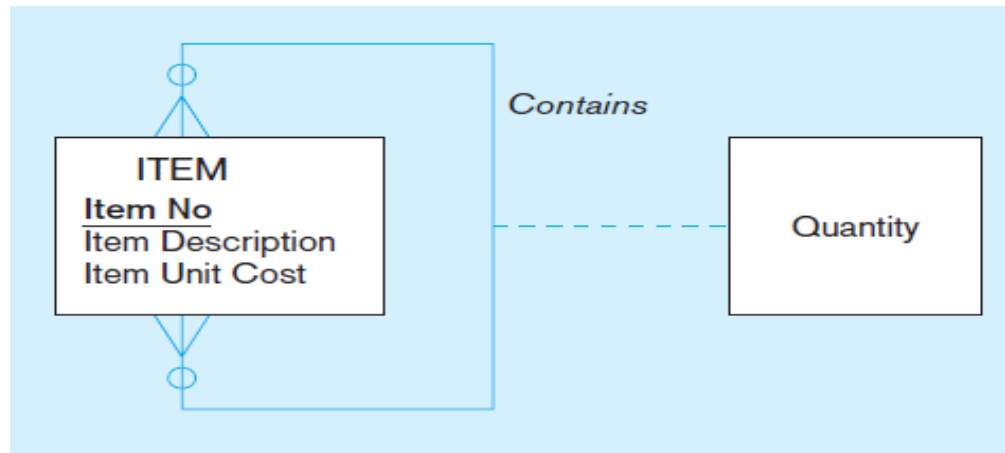 Contains
ITEM
Item No
Item Description
Item Unit Cost
Quantity